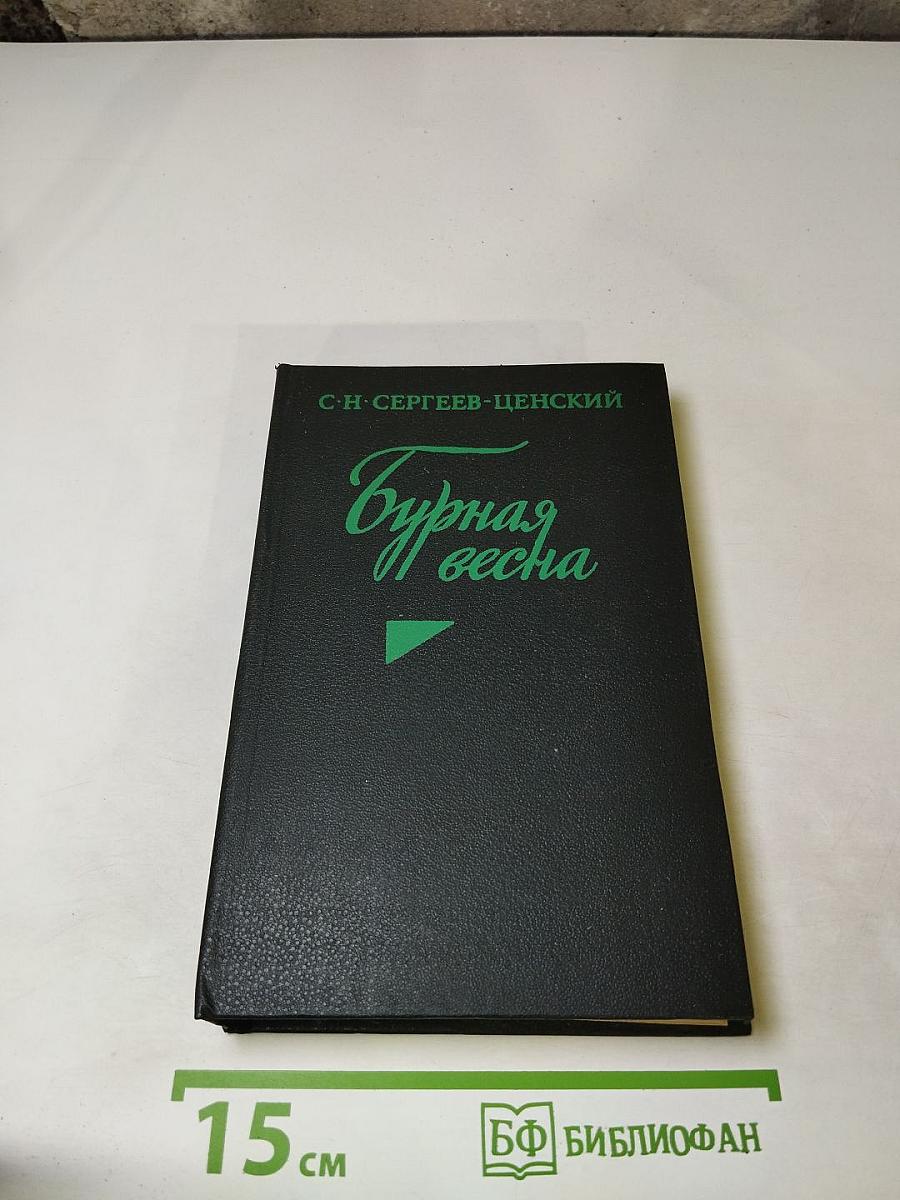 С·Н·СЕРГЕЕВ-ЦЕНСКИЙ
Бурная
весна
15 см
БФ БИБЛИОФАН